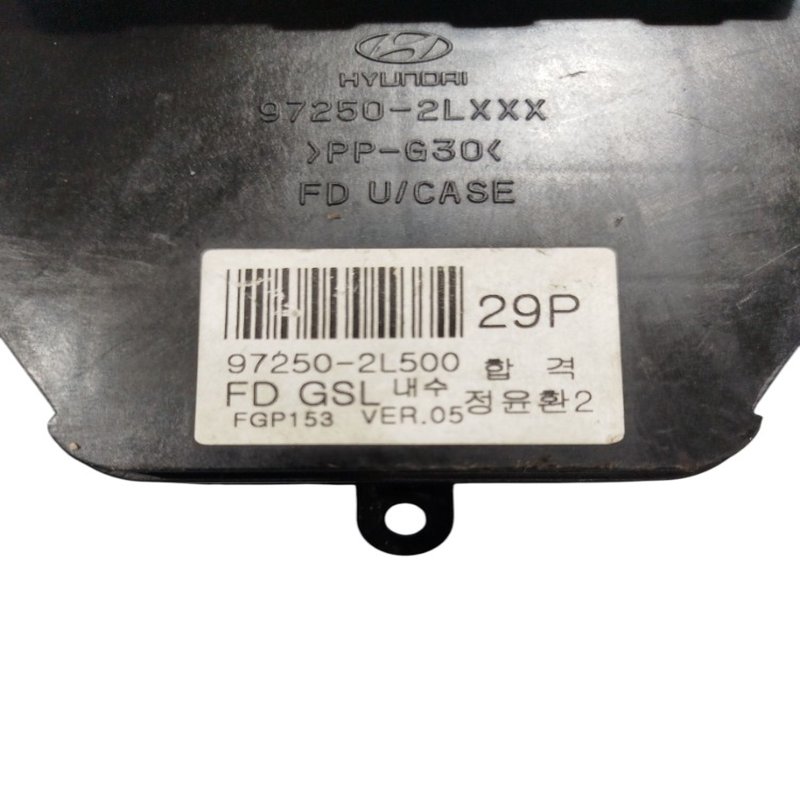 HYUNDAI
97250-2LXXX
>PP-G30<
FD U/CASE
29P
97250-2L500 합 격
FD GSL 내수 정윤환2
FGP153 VER.05